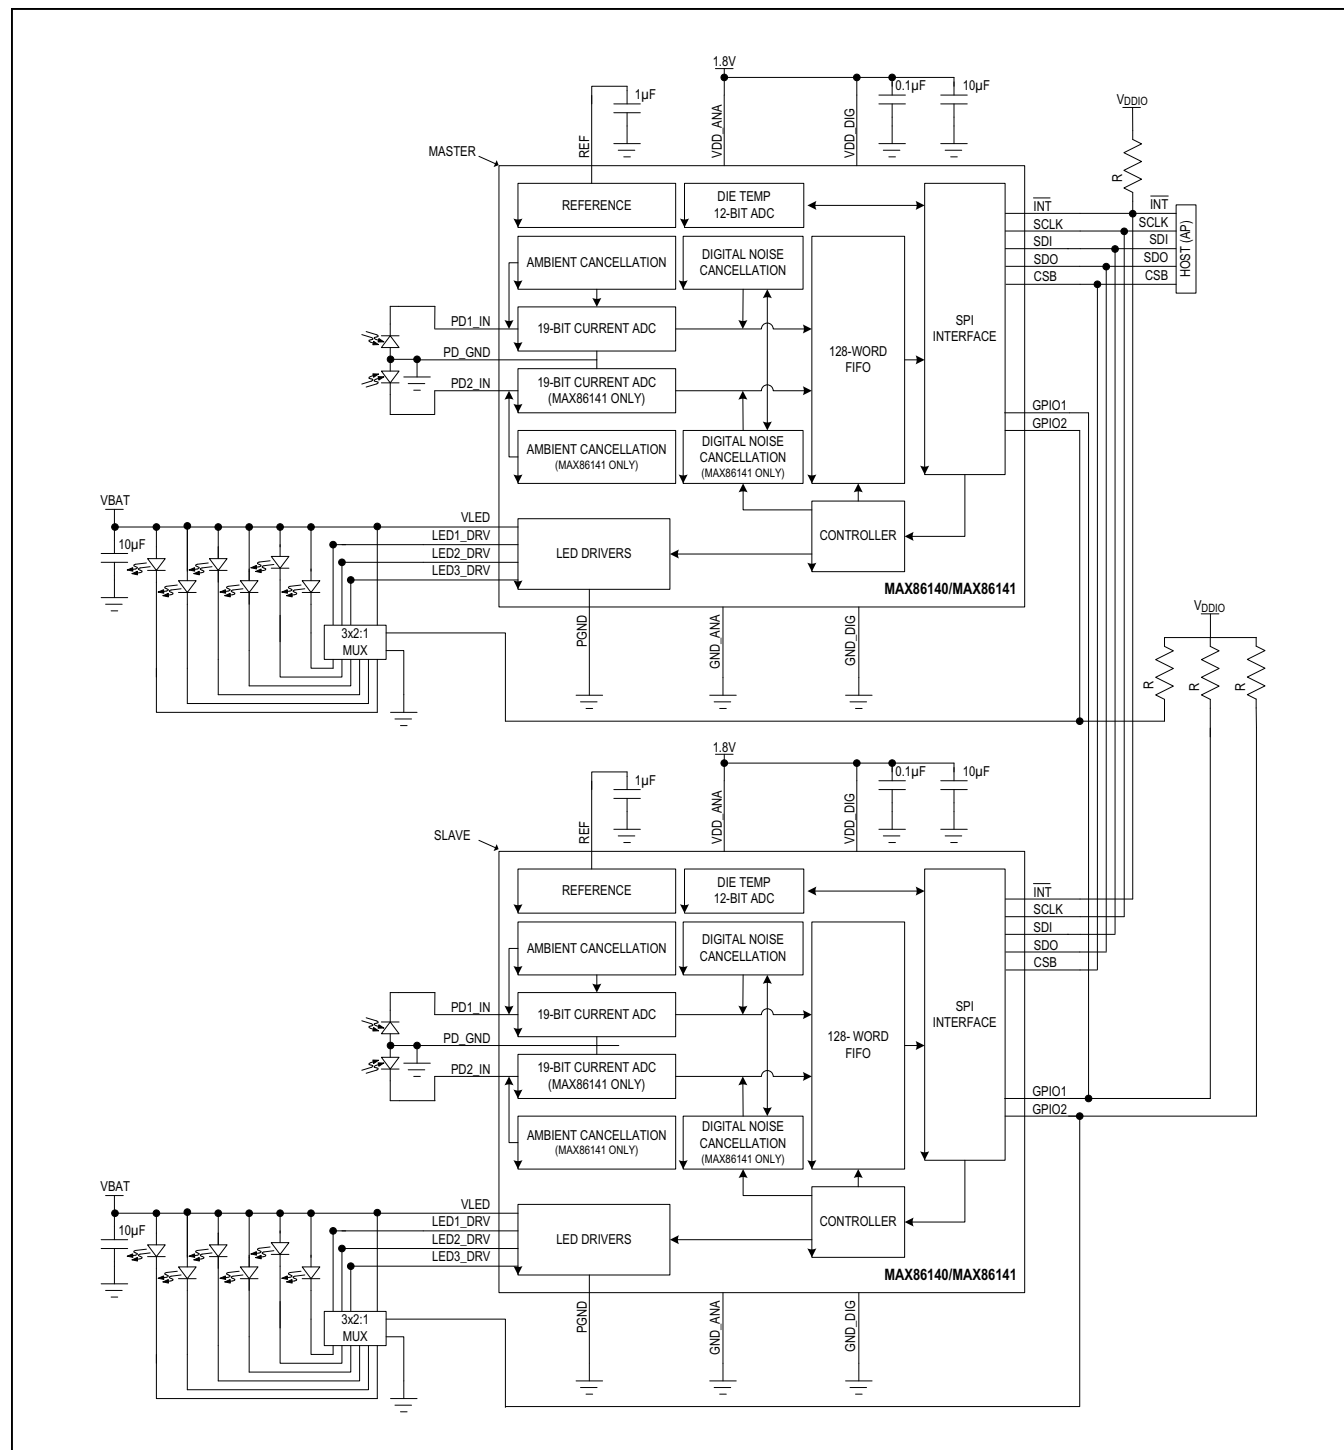 1.8V
1µF
0.1µF
10µF
VDDIO
REF
VDD_ANA
VDD_DIG
R
MASTER
REFERENCE
DIE TEMP
12-BIT ADC
INT
INT
SCLK
SCLK
SDI
SDI
SDO
SDO
CSB
CSB
HOST (AP)
AMBIENT CANCELLATION
DIGITAL NOISE
CANCELLATION
PD1_IN
19-BIT CURRENT ADC
SPI
INTERFACE
PD_GND
128-WORD
FIFO
PD2_IN
19-BIT CURRENT ADC
(MAX86141 ONLY)
GPIO1
GPIO2
AMBIENT CANCELLATION
(MAX86141 ONLY)
DIGITAL NOISE
CANCELLATION
(MAX86141 ONLY)
VBAT
10µF
VLED
LED1_DRV
LED2_DRV
LED3_DRV
LED DRIVERS
CONTROLLER
MAX86140/MAX86141
3x2:1
MUX
PGND
GND_ANA
GND_DIG
VDDIO
R
R
R
1.8V
1µF
0.1µF
10µF
REF
VDD_ANA
VDD_DIG
SLAVE
REFERENCE
DIE TEMP
12-BIT ADC
INT
SCLK
SDI
SDO
CSB
AMBIENT CANCELLATION
DIGITAL NOISE
CANCELLATION
PD1_IN
19-BIT CURRENT ADC
SPI
INTERFACE
PD_GND
128- WORD
FIFO
PD2_IN
19-BIT CURRENT ADC
(MAX86141 ONLY)
GPIO1
GPIO2
AMBIENT CANCELLATION
(MAX86141 ONLY)
DIGITAL NOISE
CANCELLATION
(MAX86141 ONLY)
VBAT
10µF
VLED
LED1_DRV
LED2_DRV
LED3_DRV
LED DRIVERS
CONTROLLER
MAX86140/MAX86141
3x2:1
MUX
PGND
GND_ANA
GND_DIG